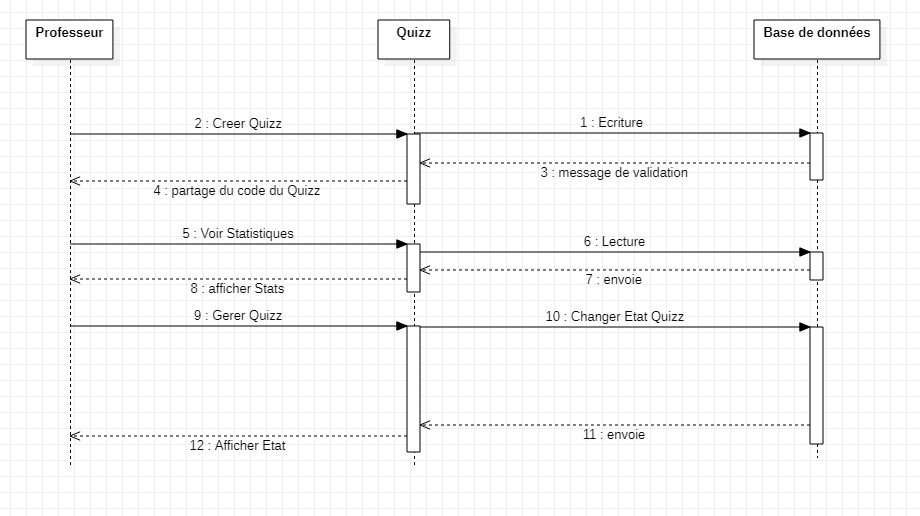 Professeur
Quizz
Base de données
2 : Creer Quizz
1 : Ecriture
3 : message de validation
4 : partage du code du Quizz
5 : Voir Statistiques
6 : Lecture
7 : envoie
8 : afficher Stats
9 : Gerer Quizz
10 : Changer Etat Quizz
11 : envoie
12 : Afficher Etat